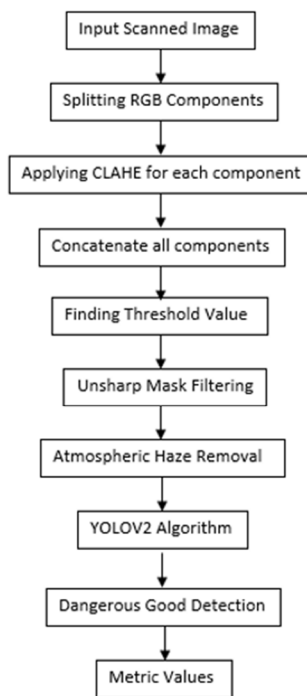 Input Scanned Image
Splitting RGB Components
Applying CLAHE for each component
Concatenate all components
Finding Threshold Value
Unsharp Mask Filtering
Atmospheric Haze Removal
YOLOV2 Algorithm
Dangerous Good Detection
Metric Values